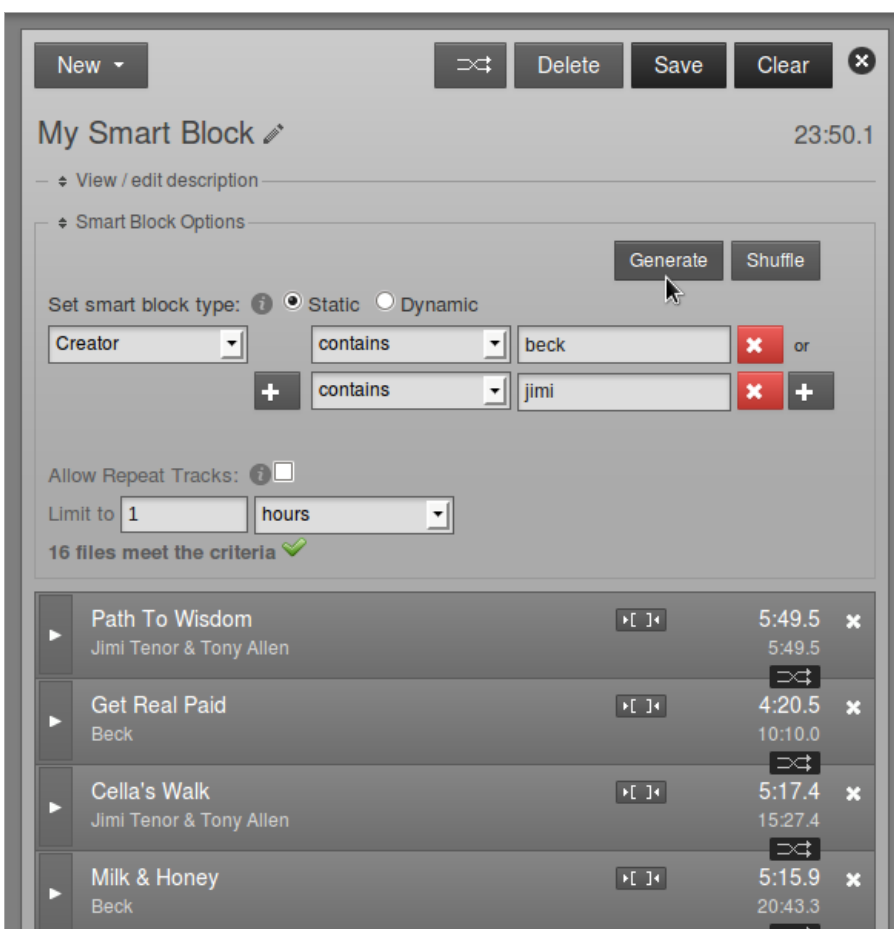 New Delete Save Clear
My Smart Block 23:50.1
View / edit description
Smart Block Options
Generate Shuffle
Set smart block type: i Static Dynamic
Creator contains beck or
contains jimi
Allow Repeat Tracks: i
Limit to 1 hours
16 files meet the criteria
Path To Wisdom 5:49.5
Jimi Tenor & Tony Allen 5:49.5
Get Real Paid 4:20.5
Beck 10:10.0
Cella's Walk 5:17.4
Jimi Tenor & Tony Allen 15:27.4
Milk & Honey 5:15.9
Beck 20:43.3